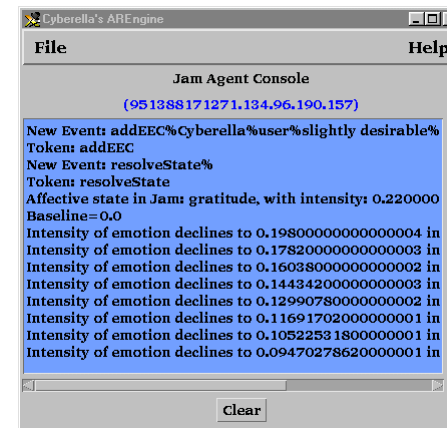 Cyberella's AREngine
File Help
Jam Agent Console
(951388171271.134.96.190.157)
New Event: addEEC%Cyberella%user%slightly desirable%
Token: addEEC
New Event: resolveState%
Token: resolveState
Affective state in Jam: gratitude, with intensity: 0.220000
Baseline=0.0
Intensity of emotion declines to 0.19800000000000004 in
Intensity of emotion declines to 0.17820000000000003 in
Intensity of emotion declines to 0.16038000000000002 in
Intensity of emotion declines to 0.14434200000000003 in
Intensity of emotion declines to 0.12990780000000002 in
Intensity of emotion declines to 0.11691702000000001 in
Intensity of emotion declines to 0.10522531800000001 in
Intensity of emotion declines to 0.09470278620000001 in
Clear